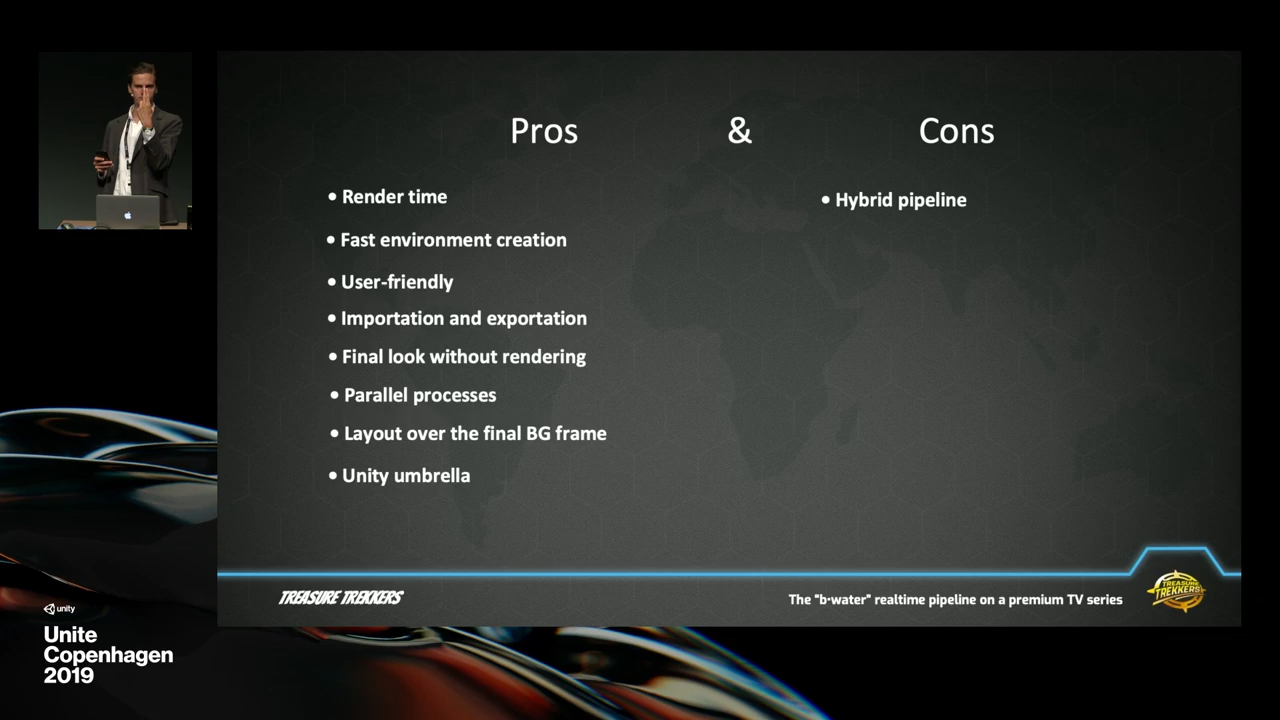 Pros & Cons
• Render time
• Fast environment creation
• User-friendly
• Importation and exportation
• Final look without rendering
• Parallel processes
• Layout over the final BG frame
• Unity umbrella
• Hybrid pipeline
TREASURE TREKKERS
The "b·water" realtime pipeline on a premium TV series
TREASURE
TREKKERS
unity
Unite
Copenhagen
2019